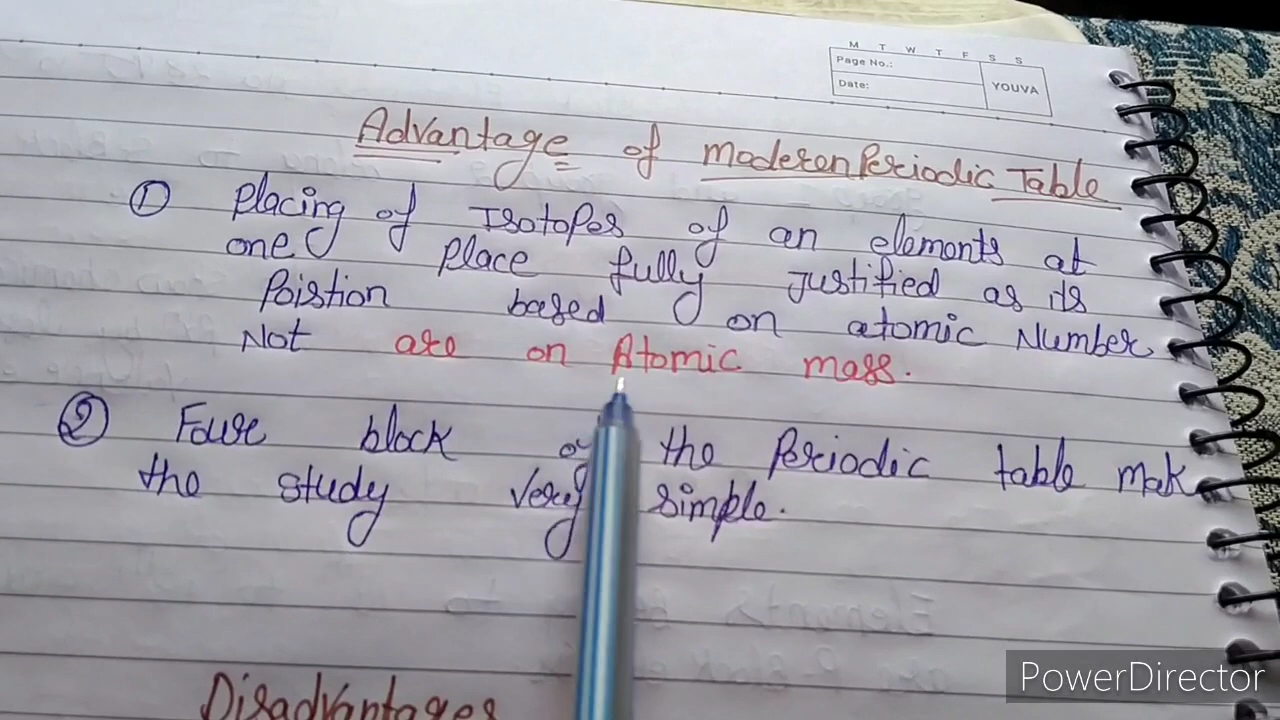 M T W T F S S
Page No.:
Date:
YOUVA
Advantage of moderen Periodic Table
① placing of Isotopes of an elements at
one place fully Justified as its
Poistion based on atomic Number
Not are on Atomic mass.
② Foure block of the Periodic table mak
the study very simple.
Disadvantages
PowerDirector